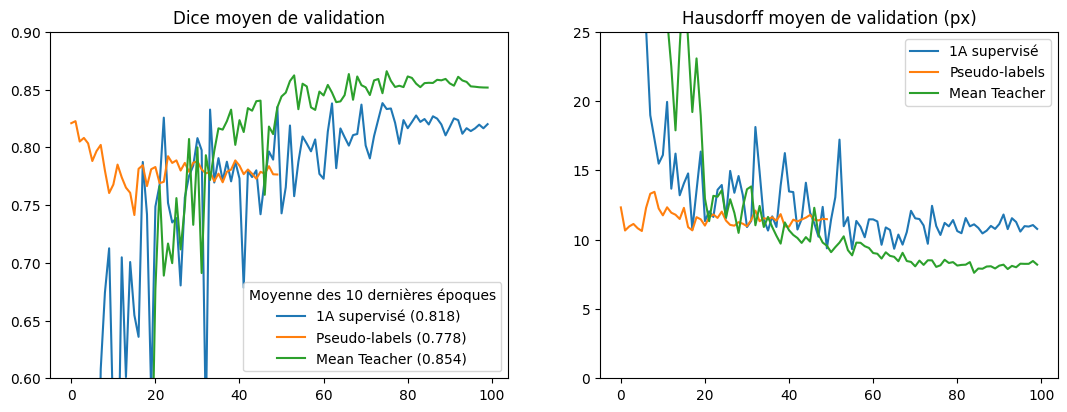 Dice moyen de validation
0.90
0.85
0.80
0.75
0.70
0.65
0.60
0 20 40 60 80 100
Moyenne des 10 dernières époques
1A supervisé (0.818)
Pseudo-labels (0.778)
Mean Teacher (0.854)
Hausdorff moyen de validation (px)
25
20
15
10
5
0
0 20 40 60 80 100
1A supervisé
Pseudo-labels
Mean Teacher